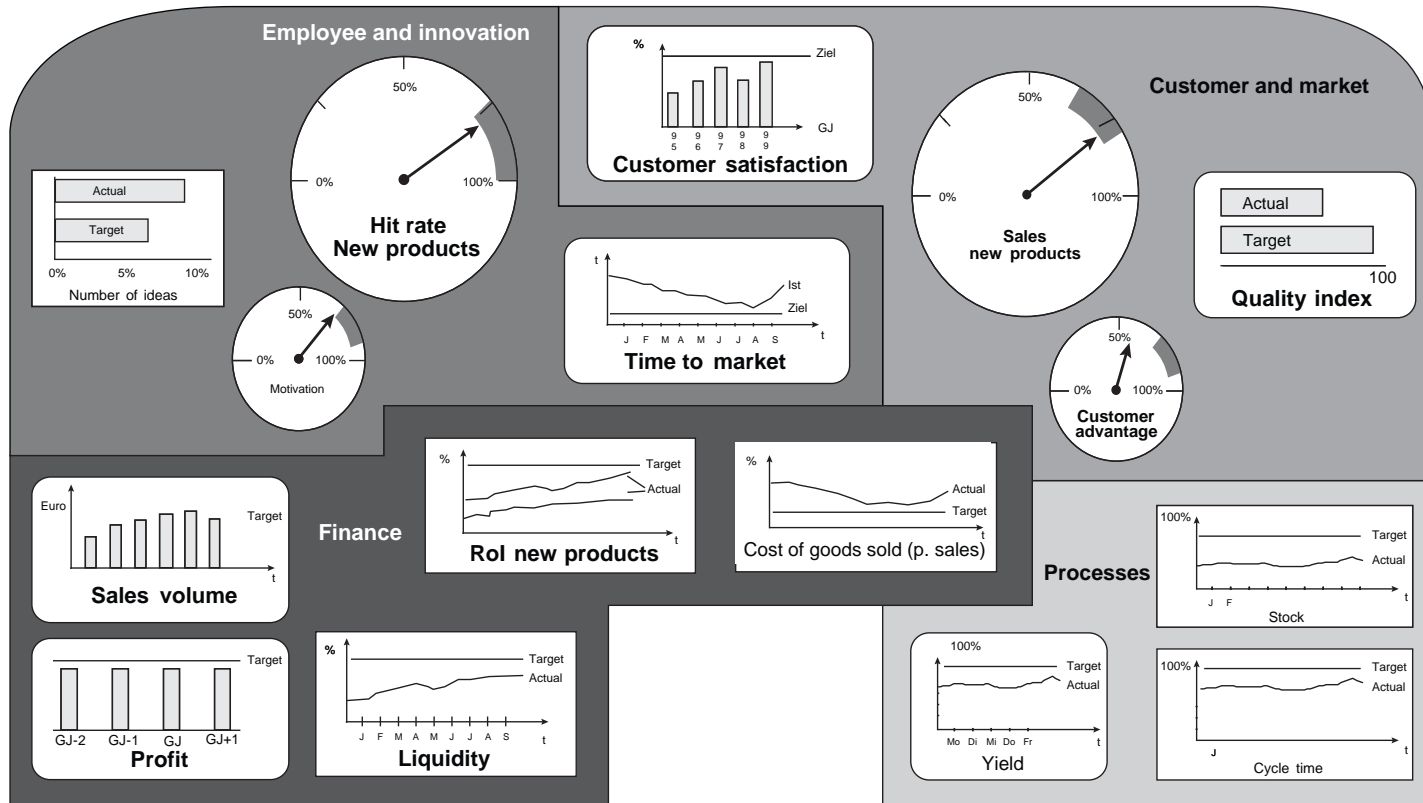 Employee and innovation
50%
0%
100%
Hit rate
New products
Actual
Target
0% 5% 10%
Number of ideas
50%
0%
100%
Motivation
%
Ziel
GJ
9 9 9 9 9
5 6 7 8 9
Customer satisfaction
t
Ist
Ziel
J F M A M J J A S
t
Time to market
Customer and market
50%
0%
100%
Sales
new products
Actual
Target
100
Quality index
50%
0%
100%
Customer
advantage
Finance
Euro
Target
t
Sales volume
%
Target
Actual
t
RoI new products
%
Actual
Target
t
Cost of goods sold (p. sales)
Target
GJ-2 GJ-1 GJ GJ+1
Profit
%
Target
Actual
J F M A M J J A S
t
Liquidity
Processes
100%
Target
Actual
J F
t
Stock
100%
Target
Actual
Mo Di Mi Do Fr
t
Yield
100%
Target
Actual
J
t
Cycle time